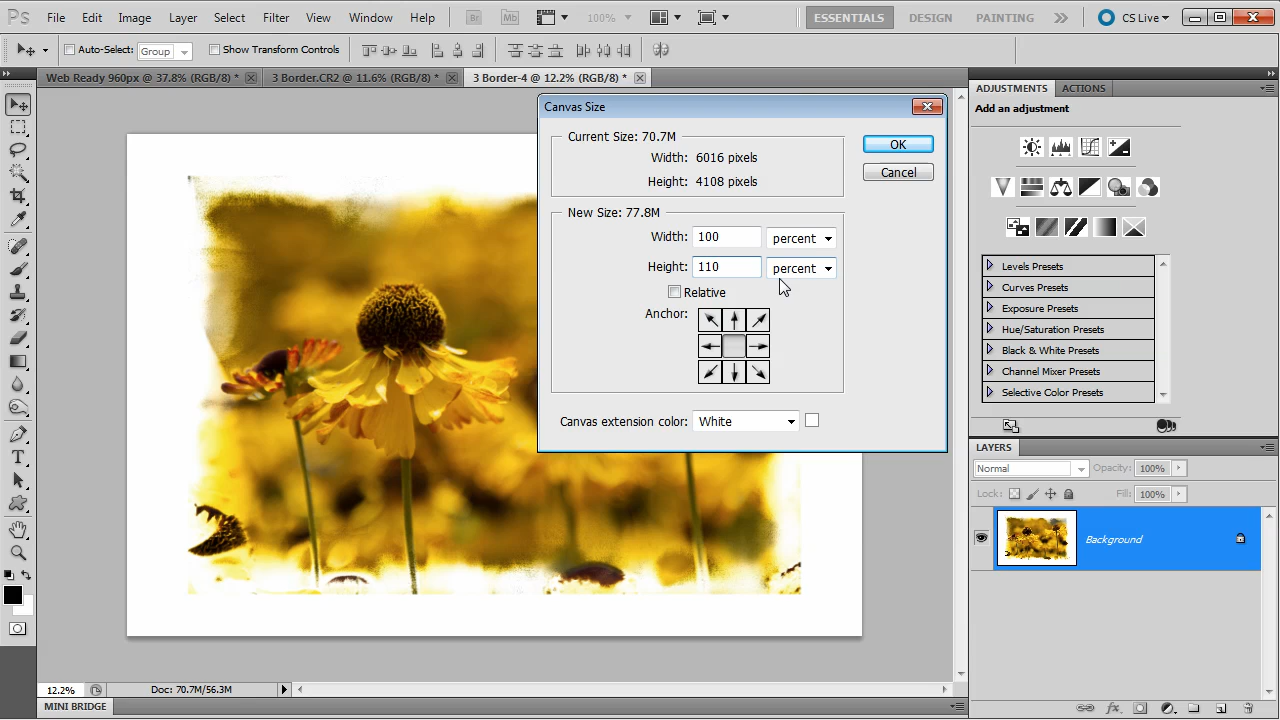 Ps File Edit Image Layer Select Filter View Window Help Br Mb 100% ESSENTIALS DESIGN PAINTING CS Live
Auto-Select: Group Show Transform Controls
Web Ready 960px @ 37.8% (RGB/8) * 3 Border.CR2 @ 11.6% (RGB/8) * 3 Border-4 @ 12.2% (RGB/8) *
Canvas Size
Current Size: 70.7M
Width: 6016 pixels
Height: 4108 pixels
OK
Cancel
New Size: 77.8M
Width: 100 percent
Height: 110 percent
Relative
Anchor:
Canvas extension color: White
ADJUSTMENTS ACTIONS
Add an adjustment
Levels Presets
Curves Presets
Exposure Presets
Hue/Saturation Presets
Black & White Presets
Channel Mixer Presets
Selective Color Presets
LAYERS
Normal Opacity: 100%
Lock: Fill: 100%
Background
T
12.2% Doc: 70.7M/56.3M
MINI BRIDGE
fx